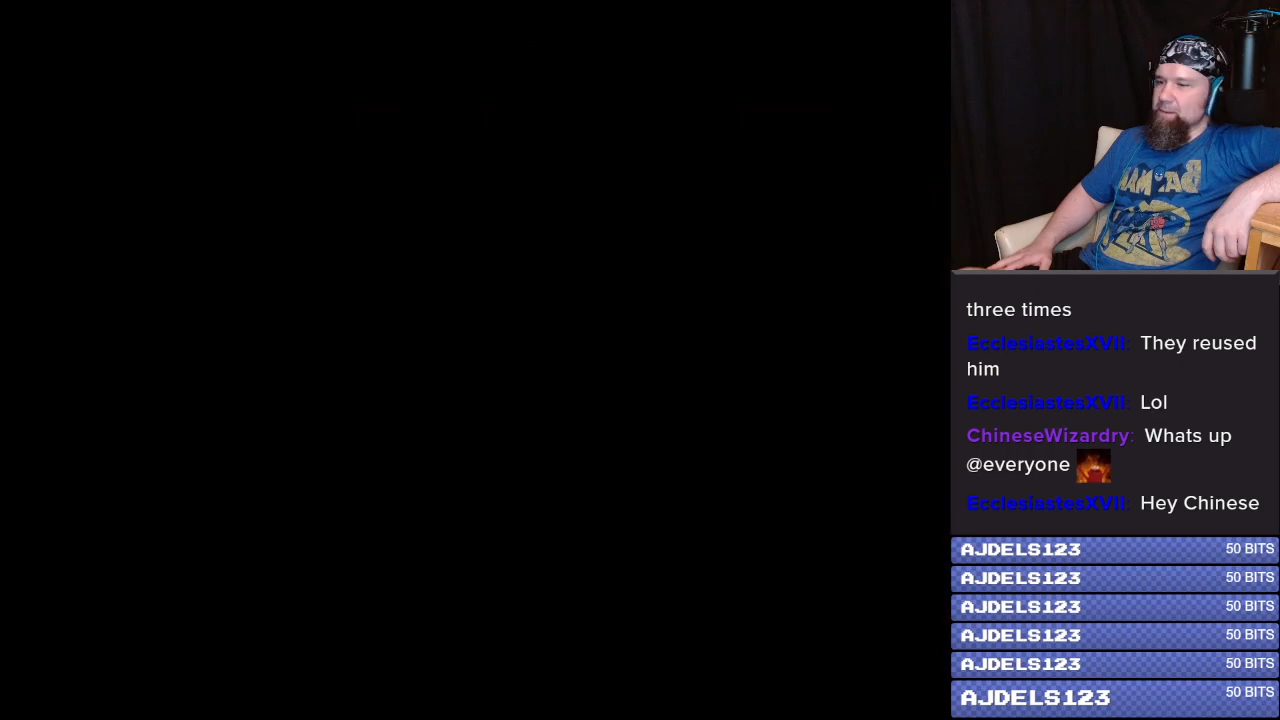 BATMAN
three times
EcclesiastesXVII: They reused
him
EcclesiastesXVII: Lol
ChineseWizardry: Whats up
@everyone
EcclesiastesXVII: Hey Chinese
AJDELS123 50 BITS
AJDELS123 50 BITS
AJDELS123 50 BITS
AJDELS123 50 BITS
AJDELS123 50 BITS
AJDELS123 50 BITS